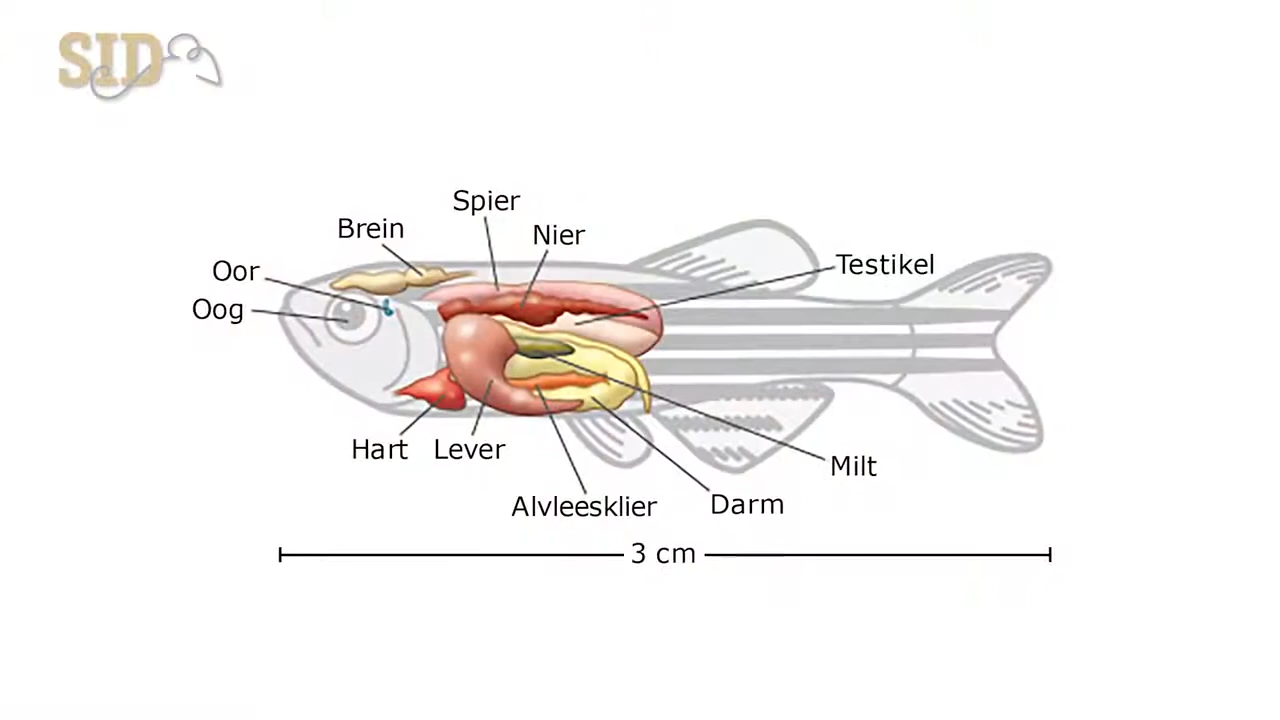 SID
Spier
Brein
Nier
Oor
Testikel
Oog
Hart
Lever
Milt
Alvleesklier
Darm
3 cm